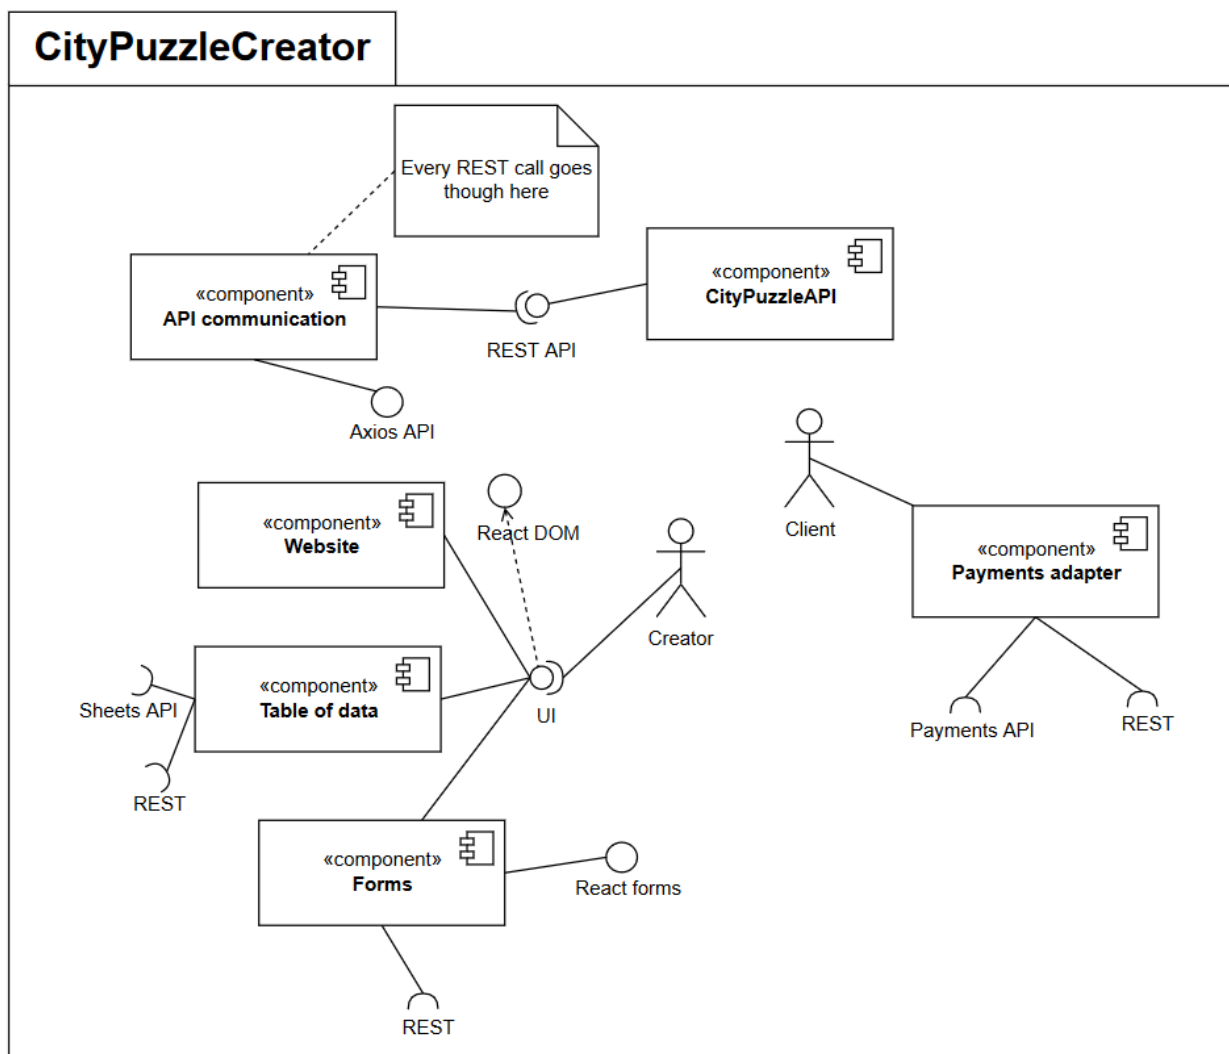 CityPuzzleCreator
Every REST call goes
though here
«component»
API communication
«component»
CityPuzzleAPI
REST API
Axios API
«component»
Website
React DOM
Client
«component»
Payments adapter
Creator
«component»
Table of data
Sheets API
REST
UI
Payments API
REST
«component»
Forms
React forms
REST